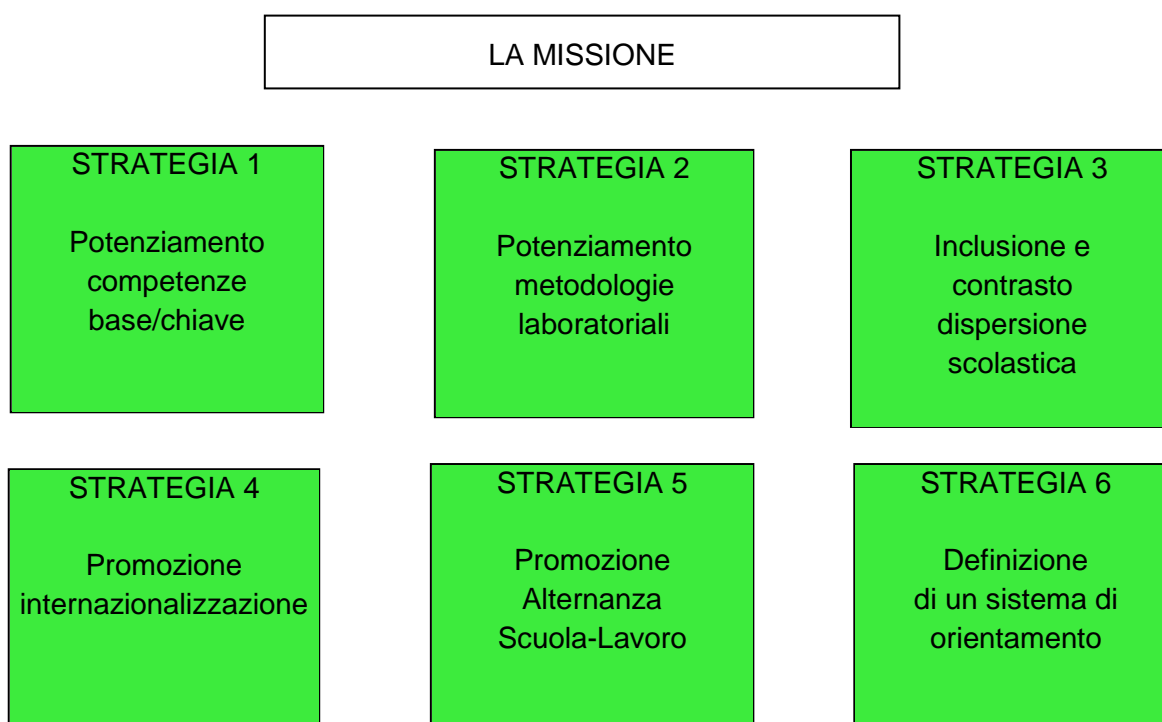 LA MISSIONE
STRATEGIA 1
Potenziamento
competenze
base/chiave
STRATEGIA 2
Potenziamento
metodologie
laboratoriali
STRATEGIA 3
Inclusione e
contrasto
dispersione
scolastica
STRATEGIA 4
Promozione
internazionalizzazione
STRATEGIA 5
Promozione
Alternanza
Scuola-Lavoro
STRATEGIA 6
Definizione
di un sistema di
orientamento